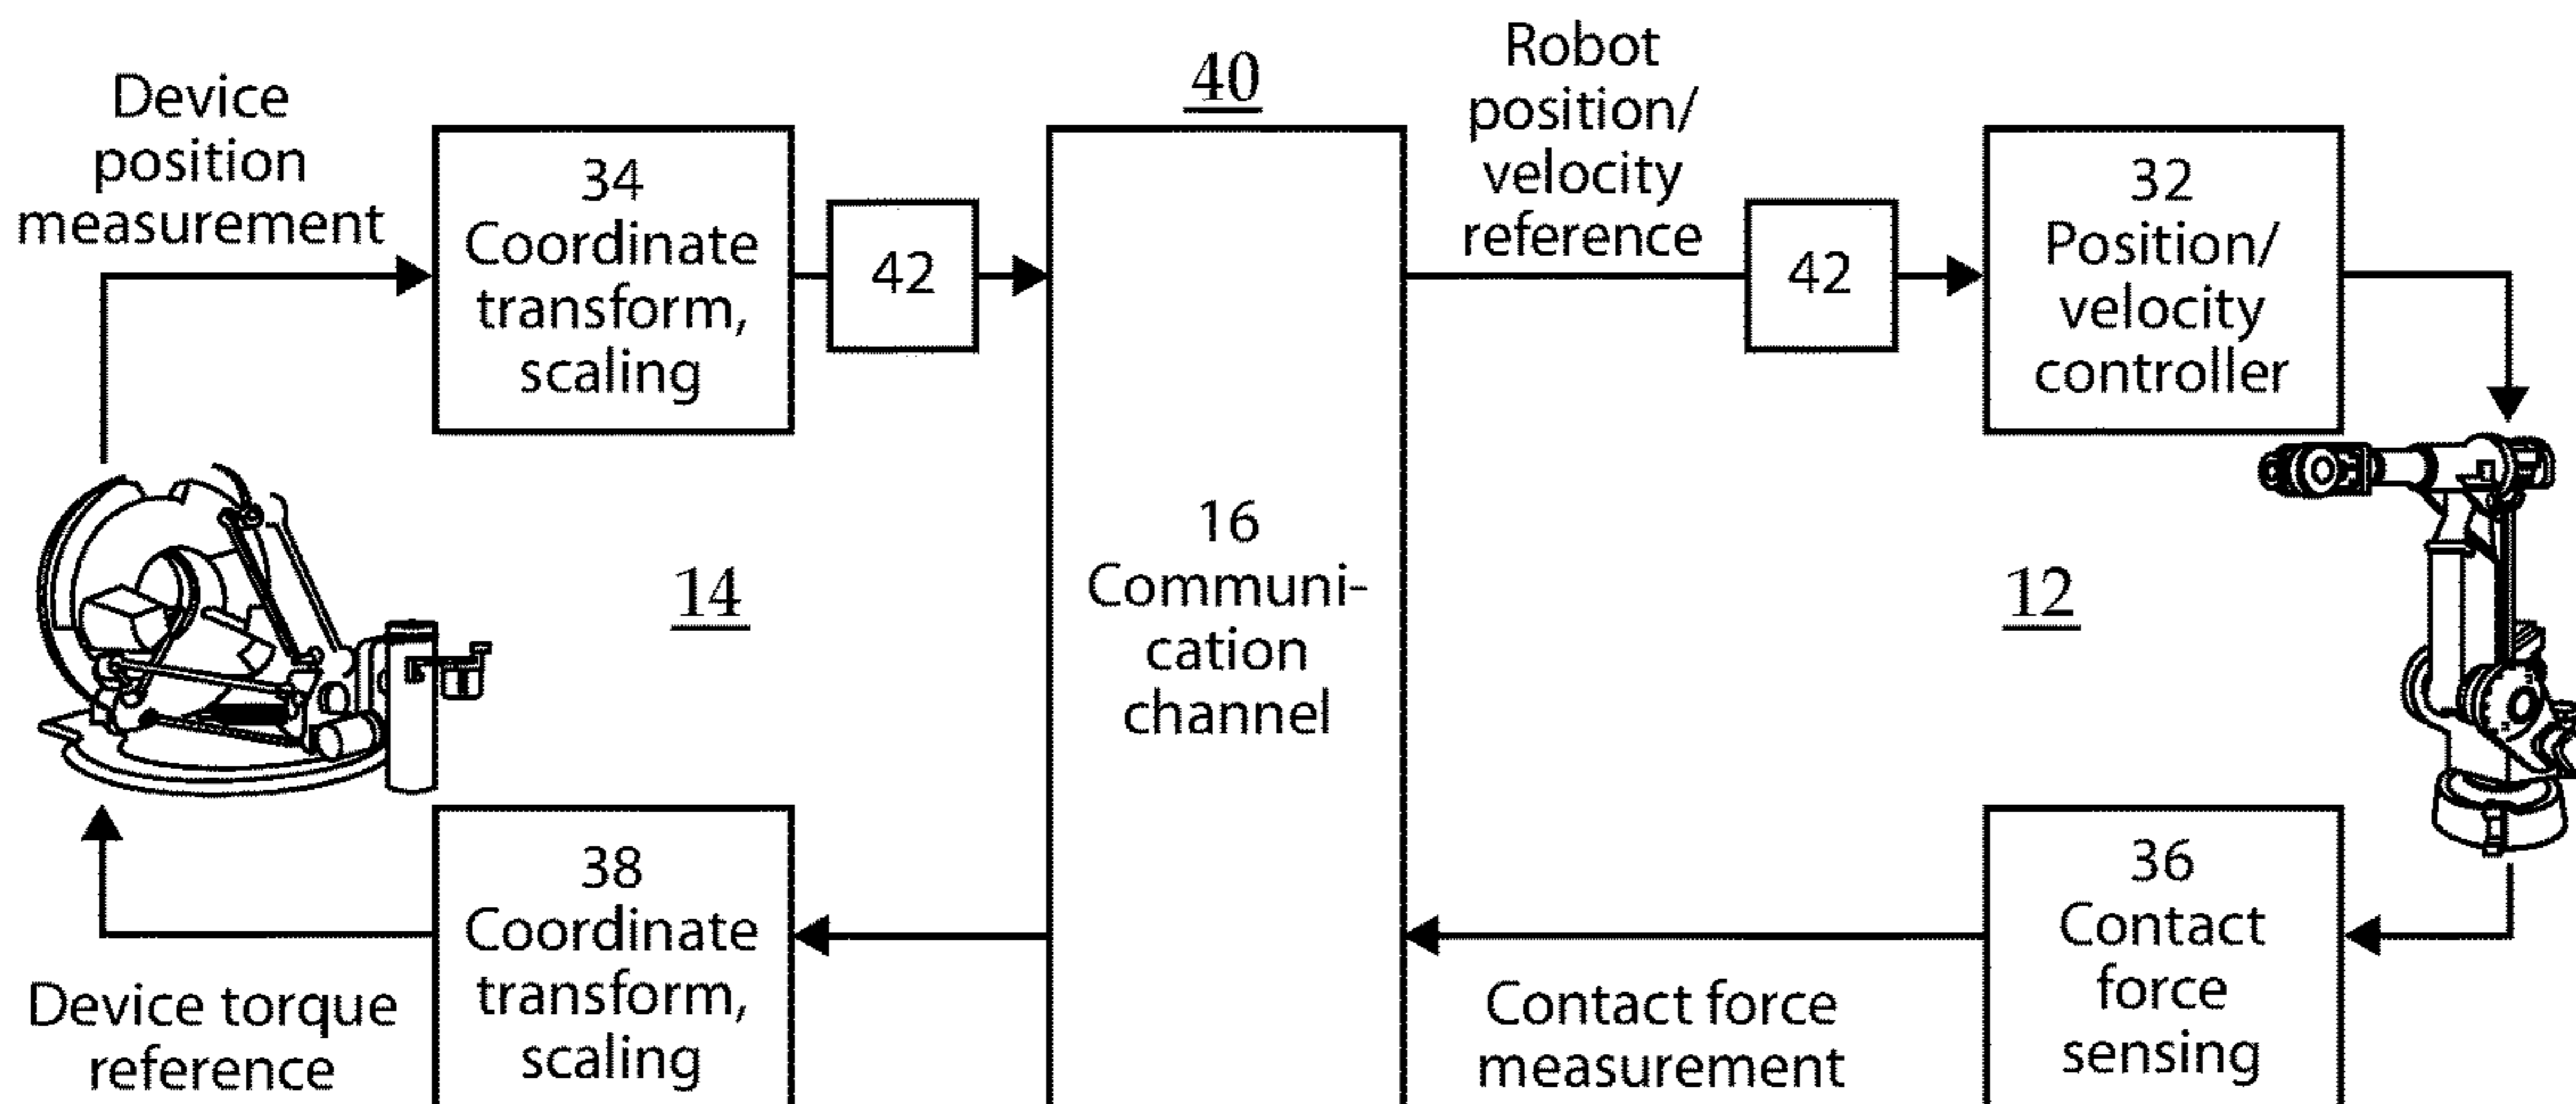 40
Device
position
measurement
34
Coordinate
transform,
scaling
42
Robot
position/
velocity
reference
42
32
Position/
velocity
controller
14
16
Communi-
cation
channel
12
Device torque
reference
38
Coordinate
transform,
scaling
Contact force
measurement
36
Contact
force
sensing